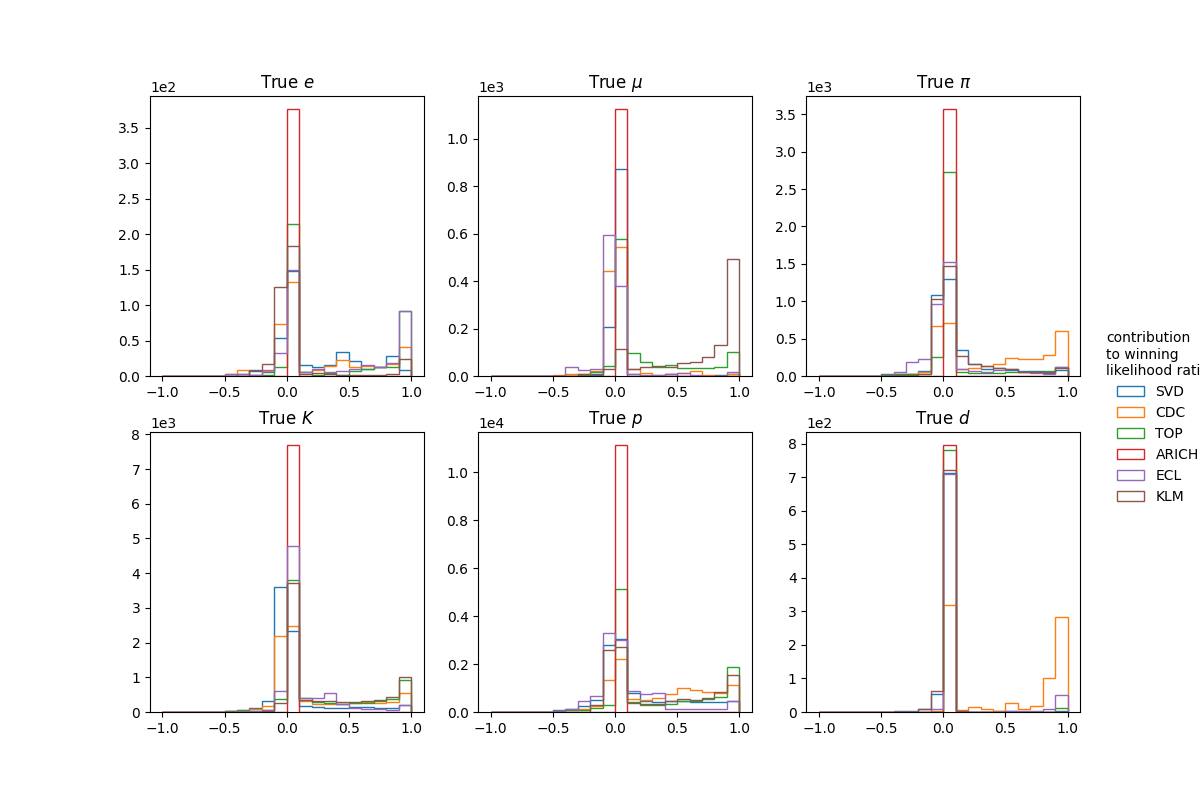 True e
1e2
3.5
3.0
2.5
2.0
1.5
1.0
0.5
0.0
−1.0 −0.5 0.0 0.5 1.0
True μ
1e3
1.0
0.8
0.6
0.4
0.2
0.0
−1.0 −0.5 0.0 0.5 1.0
True π
1e3
3.5
3.0
2.5
2.0
1.5
1.0
0.5
0.0
−1.0 −0.5 0.0 0.5 1.0
True K
1e3
8
7
6
5
4
3
2
1
0
−1.0 −0.5 0.0 0.5 1.0
True p
1e4
1.0
0.8
0.6
0.4
0.2
0.0
−1.0 −0.5 0.0 0.5 1.0
True d
1e2
8
7
6
5
4
3
2
1
0
−1.0 −0.5 0.0 0.5 1.0
contribution
to winning
likelihood rati
SVD
CDC
TOP
ARICH
ECL
KLM